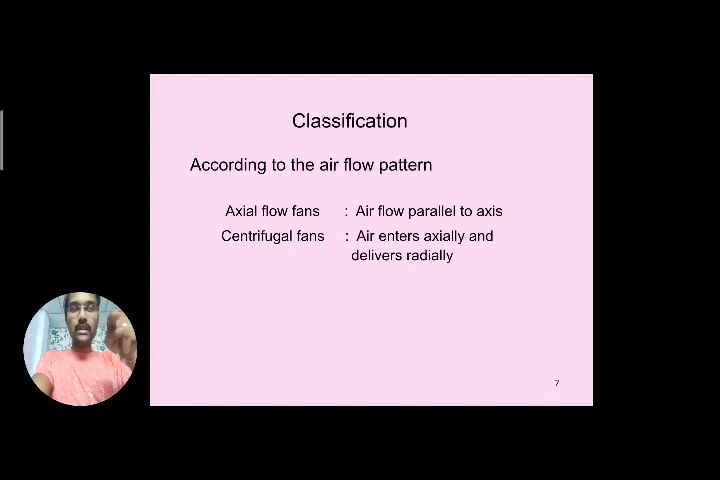 Classification
According to the air flow pattern
Axial flow fans : Air flow parallel to axis
Centrifugal fans : Air enters axially and
delivers radially
7